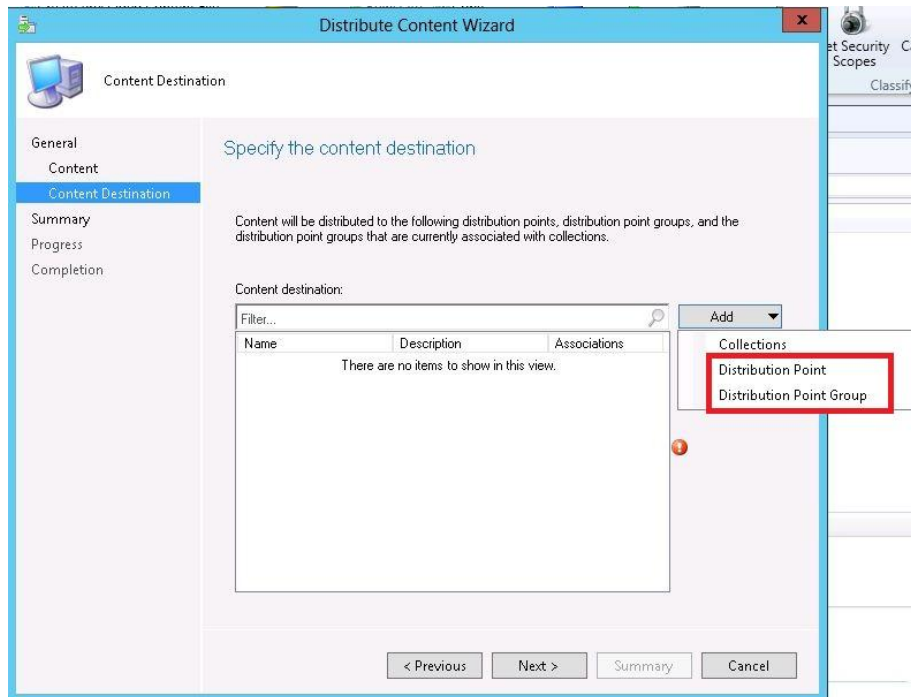 Distribute Content Wizard
x
et Security
Scopes
Classify
Content Destination
General
Content
Content Destination
Summary
Progress
Completion
Specify the content destination
Content will be distributed to the following distribution points, distribution point groups, and the
distribution point groups that are currently associated with collections.
Content destination:
Filter...
Add
Name Description Associations
There are no items to show in this view.
Collections
Distribution Point
Distribution Point Group
< Previous Next > Summary Cancel